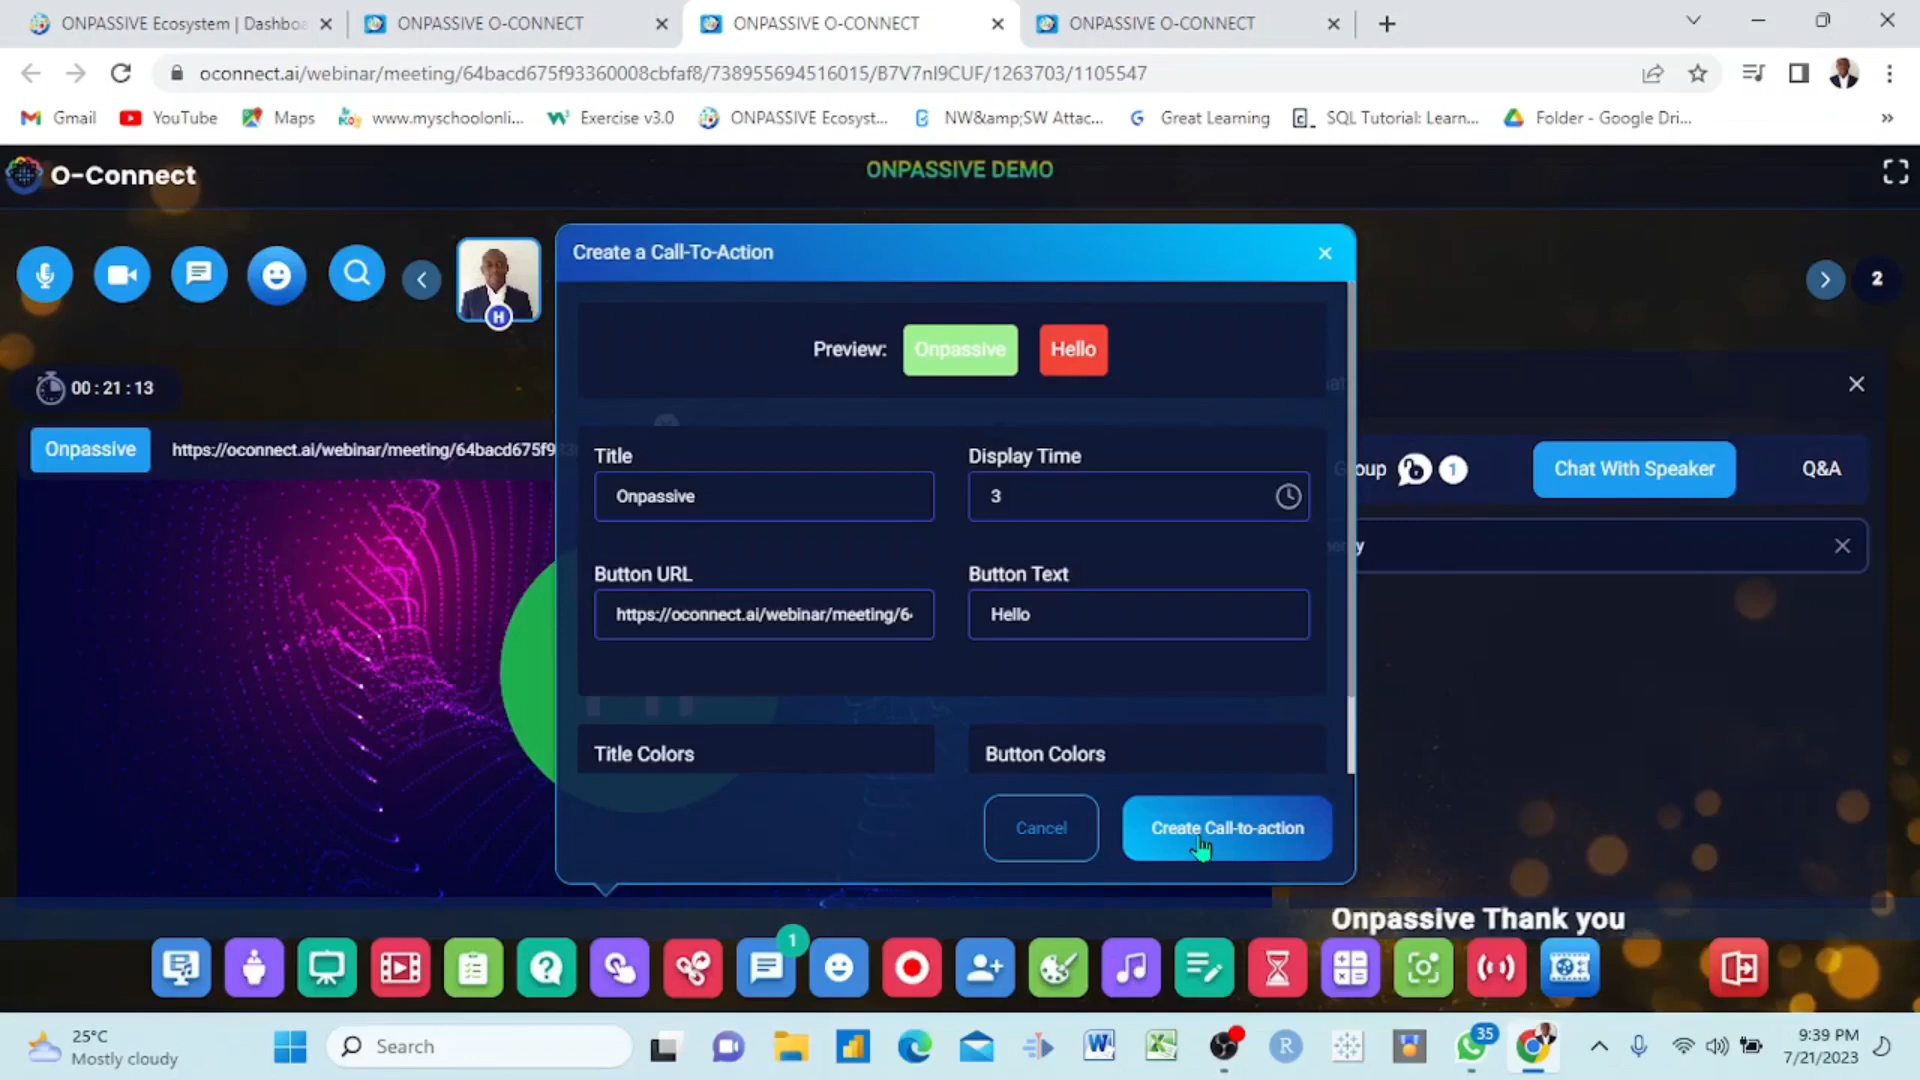 ONPASSIVE Ecosystem | Dashbo
ONPASSIVE O-CONNECT
ONPASSIVE O-CONNECT
ONPASSIVE O-CONNECT
oconnect.ai/webinar/meeting/64bacd675f93360008cbfaf8/738955694516015/B7V7nI9CUF/1263703/1105547
Gmail
YouTube
Maps
www.myschoolonli...
Exercise v3.0
ONPASSIVE Ecosyst...
NW&amp;SW Attac...
Great Learning
SQL Tutorial: Learn...
Folder - Google Dri...
»
O-Connect
ONPASSIVE DEMO
Create a Call-To-Action
H
2
Preview:
Onpassive
Hello
00 : 21 : 13
Onpassive
https://oconnect.ai/webinar/meeting/64bacd675f9
Title
Display Time
Onpassive
3
oup
1
Chat With Speaker
Q&A
Button URL
Button Text
https://oconnect.ai/webinar/meeting/6
Hello
Title Colors
Button Colors
Cancel
Create Call-to-action
Onpassive Thank you
1
25°C
Mostly cloudy
Search
35
9:39 PM
7/21/2023